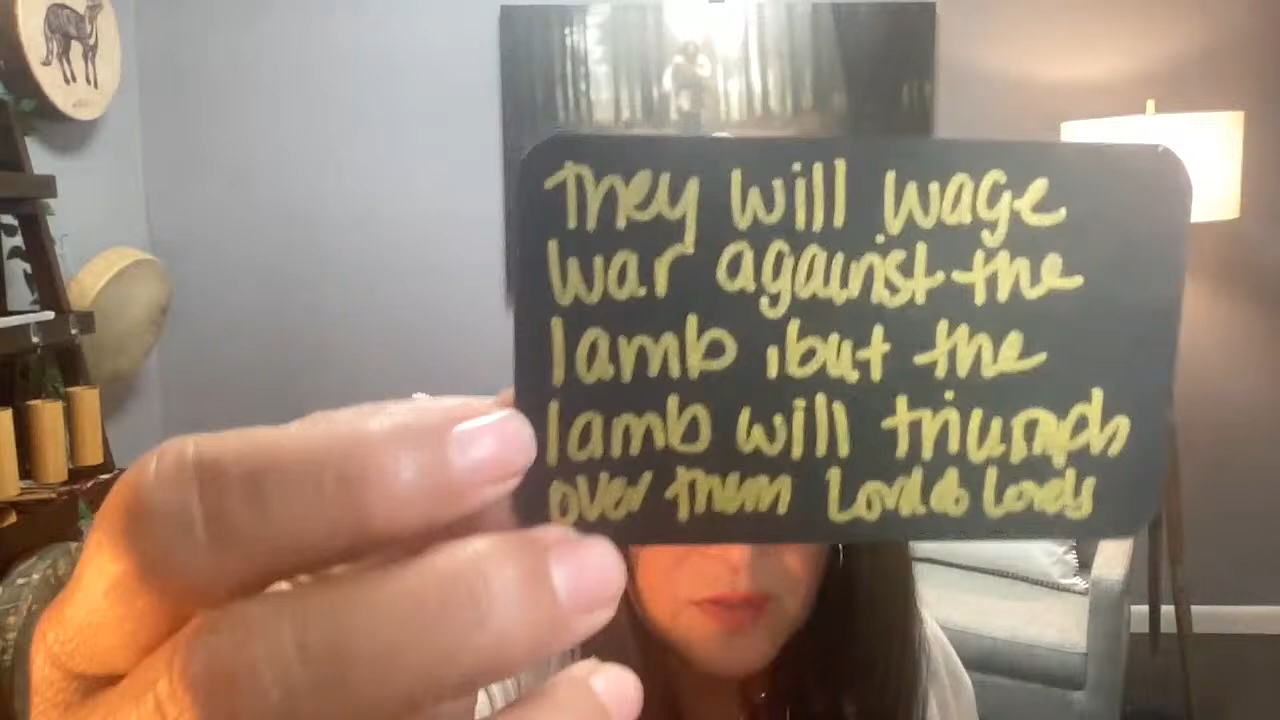 They will wage
war against the
lamb, but the
lamb will triumph
over them Lord of Lords